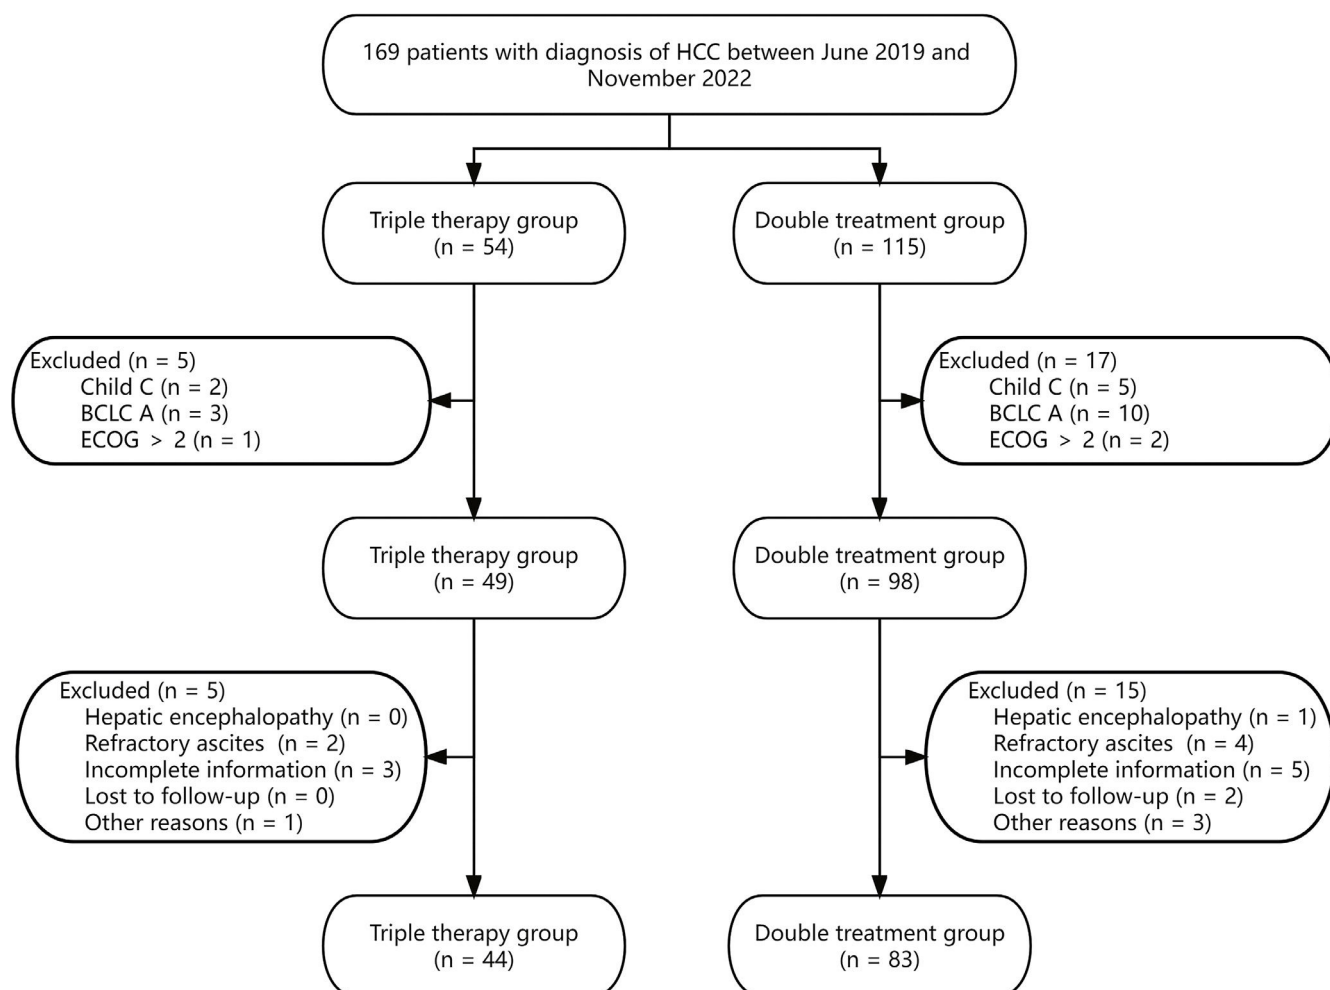 169 patients with diagnosis of HCC between June 2019 and
November 2022
Triple therapy group
(n = 54)
Double treatment group
(n = 115)
Excluded (n = 5)
Child C (n = 2)
BCLC A (n = 3)
ECOG > 2 (n = 1)
Excluded (n = 17)
Child C (n = 5)
BCLC A (n = 10)
ECOG > 2 (n = 2)
Triple therapy group
(n = 49)
Double treatment group
(n = 98)
Excluded (n = 5)
Hepatic encephalopathy (n = 0)
Refractory ascites (n = 2)
Incomplete information (n = 3)
Lost to follow-up (n = 0)
Other reasons (n = 1)
Excluded (n = 15)
Hepatic encephalopathy (n = 1)
Refractory ascites (n = 4)
Incomplete information (n = 5)
Lost to follow-up (n = 2)
Other reasons (n = 3)
Triple therapy group
(n = 44)
Double treatment group
(n = 83)